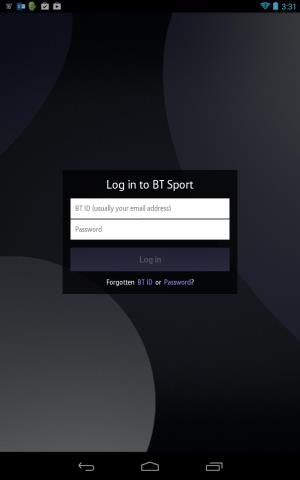 3:31
Log in to BT Sport
BT ID (usually your email address)
Password
Log in
Forgotten BT ID or Password?